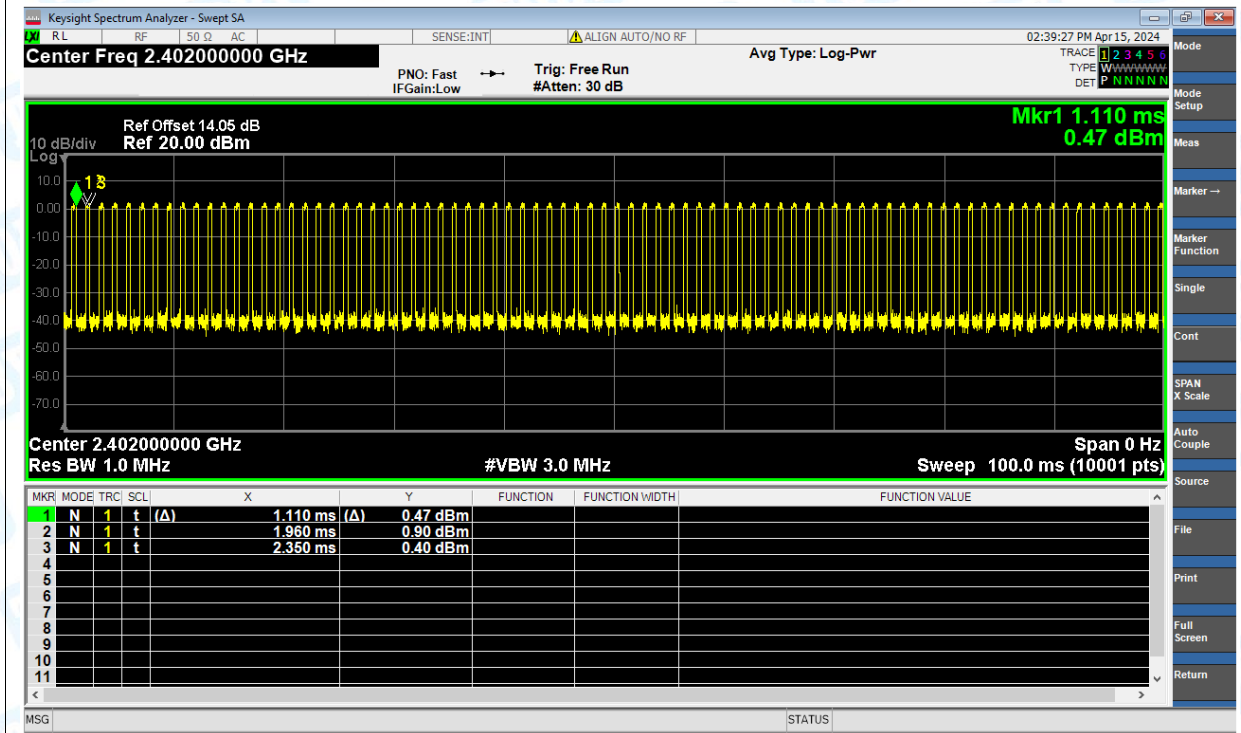 Keysight Spectrum Analyzer - Swept SA
LXI RL RF 50 Ω AC SENSE:INT ALIGN AUTO/NO RF 02:39:27 PM Apr 15, 2024
Center Freq 2.402000000 GHz
Avg Type: Log-Pwr
TRACE 1 2 3 4 5 6
PNO: Fast
Trig: Free Run
TYPE WWWWWW
IFGain:Low
#Atten: 30 dB
DET P N N N N N
Ref Offset 14.05 dB
Mkr1 1.110 ms
10 dB/div Ref 20.00 dBm
0.47 dBm
Log
10.0
0.00
-10.0
-20.0
-30.0
-40.0
-50.0
-60.0
-70.0
1
3
Center 2.402000000 GHz Span 0 Hz
Res BW 1.0 MHz #VBW 3.0 MHz Sweep 100.0 ms (10001 pts)
MKR MODE TRC SCL X Y FUNCTION FUNCTION WIDTH FUNCTION VALUE
1 N 1 t (Δ) 1.110 ms (Δ) 0.47 dBm
2 N 1 t 1.960 ms 0.90 dBm
3 N 1 t 2.350 ms 0.40 dBm
4
5
6
7
8
9
10
11
MSG STATUS
Mode
Mode
Setup
Meas
Marker →
Marker
Function
Single
Cont
SPAN
X Scale
Auto
Couple
Source
File
Print
Full
Screen
Return